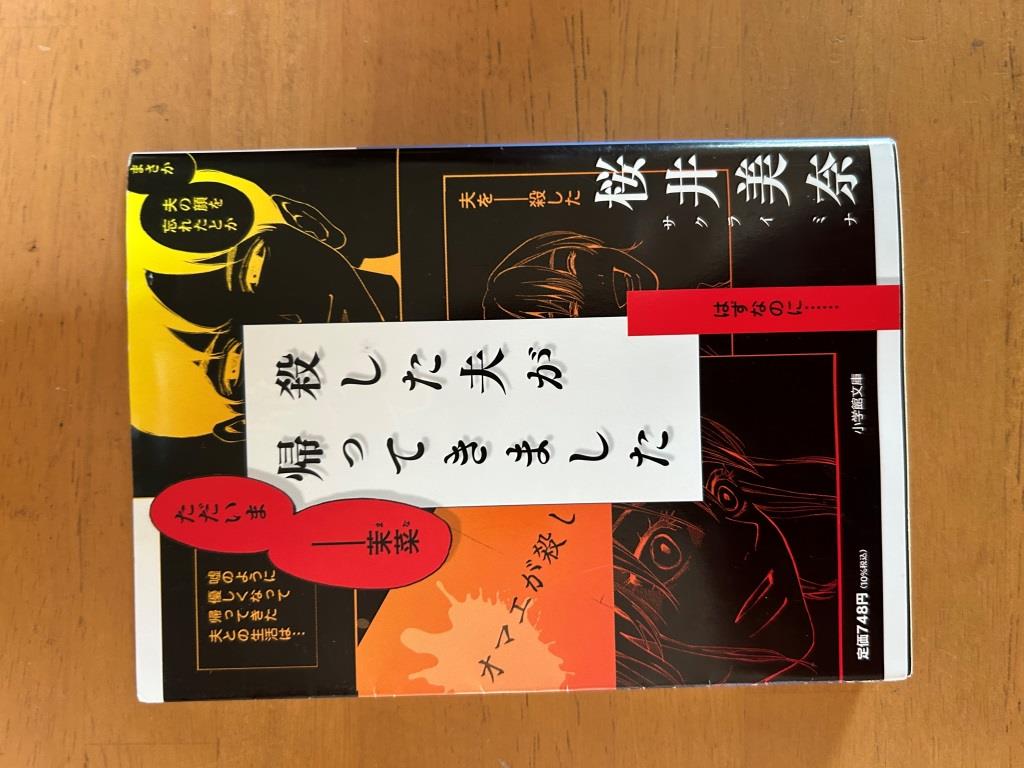 まさか
夫の顔を
忘れたとか
夫を──殺した
桜井美奈
サクライ ミナ
はずなのに……
殺した夫が
帰ってきました
ただいま
──茉菜
まな
嘘のように
優しくなって
帰ってきた
夫との生活は…
オマエが殺し
小学館文庫
定価748円(10%税込)